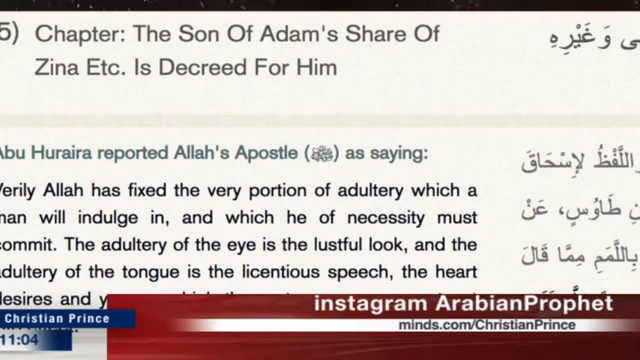 5) Chapter: The Son Of Adam's Share Of
Zina Etc. Is Decreed For Him
وَغَيْرِهِ
Abu Huraira reported Allah's Apostle (ﷺ) as saying:
Verily Allah has fixed the very portion of adultery which a
man will indulge in, and which he of necessity must
commit. The adultery of the eye is the lustful look, and the
adultery of the tongue is the licentious speech, the heart
desires and
وَاللَّفْظُ لإِسْحَاقَ
طَاوُسٍ، عَنْ
بِاللَّمَمِ مِمَّا قَالَ
instagram ArabianProphet
minds.com/ChristianPrince
Christian Prince
11:04